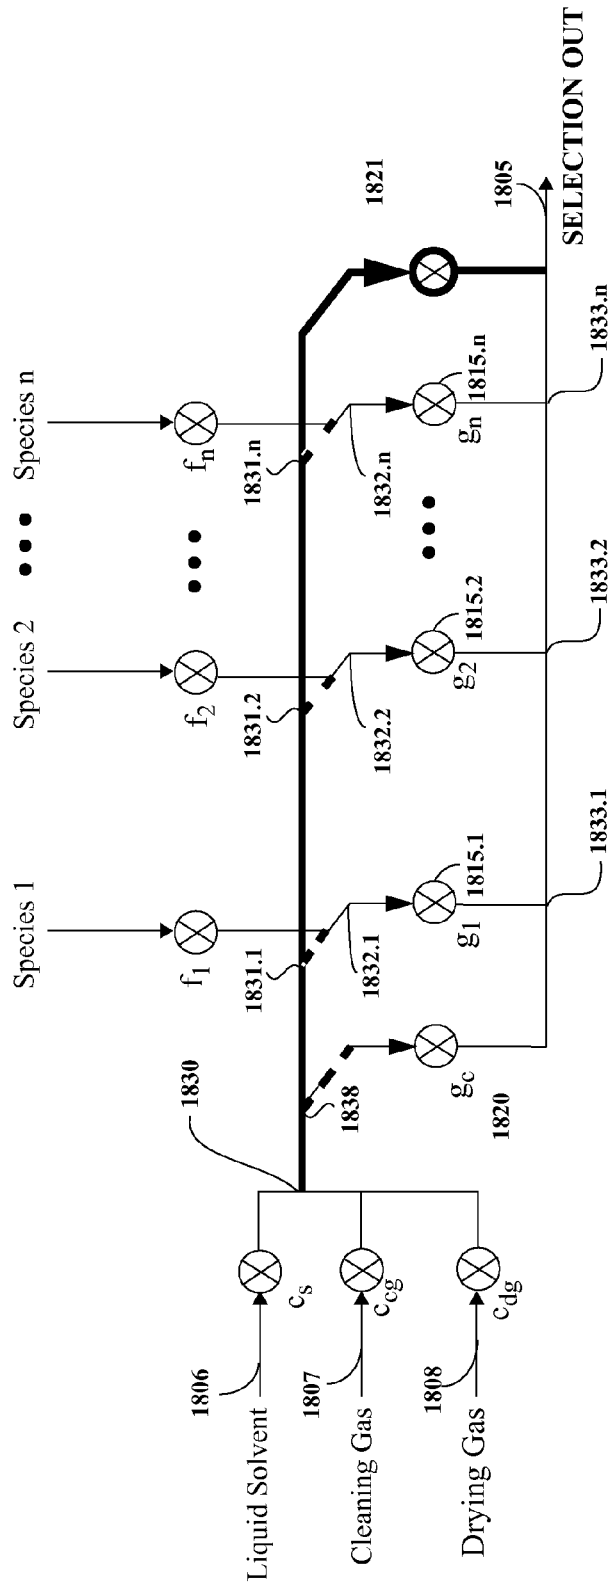 Species 1
Species 2
Species n
f1
f2
fn
1830
1831.1
1831.2
1831.n
1821
1806
Liquid Solvent
cs
1838
1832.1
1832.2
1832.n
1807
Cleaning Gas
ccg
gc
g1
1815.1
g2
1815.2
gn
1815.n
1820
1805
1808
Drying Gas
cdg
SELECTION OUT
1833.1
1833.2
1833.n